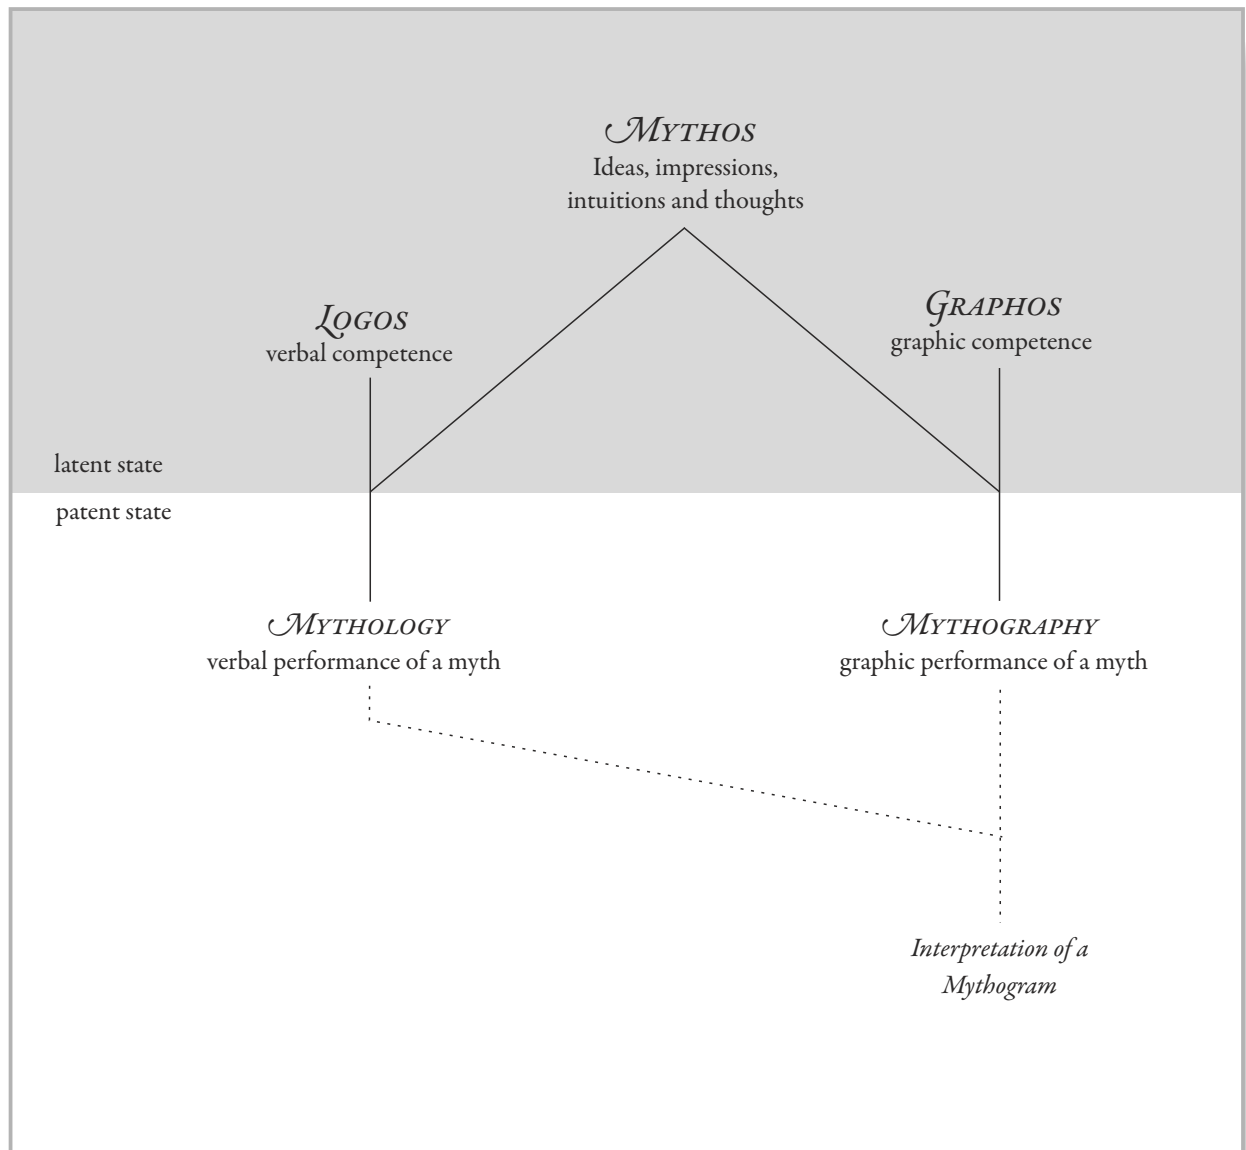 Mythos
Ideas, impressions,
intuitions and thoughts
Logos
verbal competence
Graphos
graphic competence
latent state
patent state
Mythology
verbal performance of a myth
Mythography
graphic performance of a myth
Interpretation of a
Mythogram